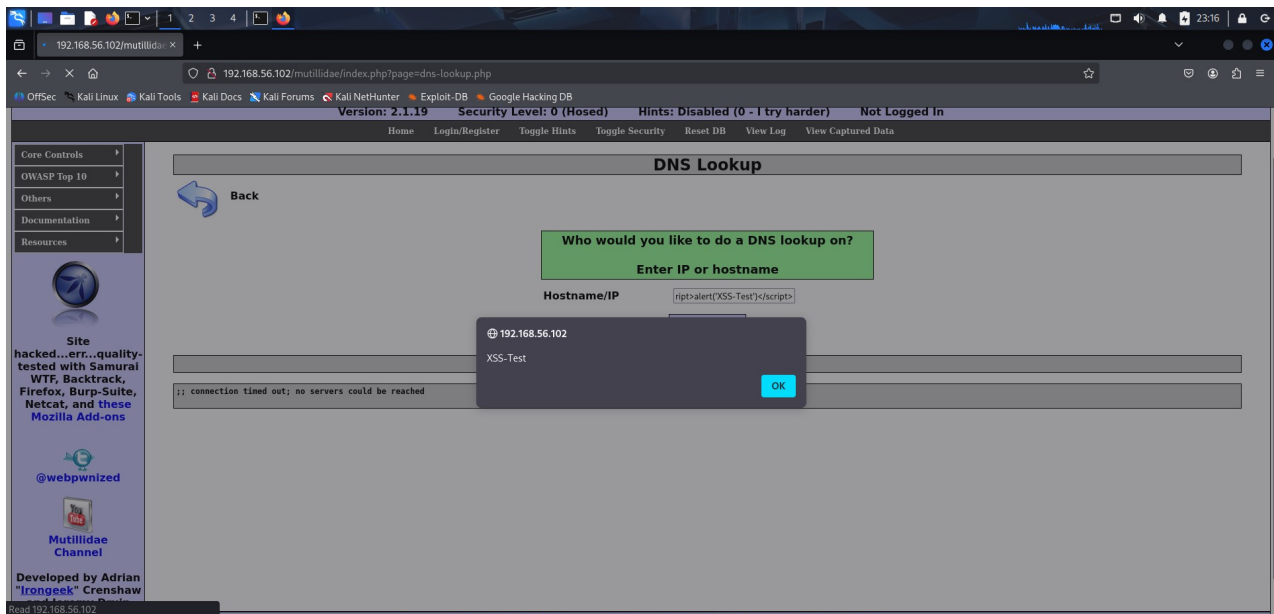 1 2 3 4
23:16
192.168.56.102/mutillidae
192.168.56.102/mutillidae/index.php?page=dns-lookup.php
OffSec Kali Linux Kali Tools Kali Docs Kali Forums Kali NetHunter Exploit-DB Google Hacking DB
Version: 2.1.19 Security Level: 0 (Hosed) Hints: Disabled (0 - I try harder) Not Logged In
Home Login/Register Toggle Hints Toggle Security Reset DB View Log View Captured Data
Core Controls
OWASP Top 10
Others
Documentation
Resources
Site
hacked...err...quality-
tested with Samurai
WTF, Backtrack,
Firefox, Burp-Suite,
Netcat, and these
Mozilla Add-ons
@webpwnized
You
Tube
Mutillidae
Channel
Developed by Adrian
"Irongeek" Crenshaw
DNS Lookup
Back
Who would you like to do a DNS lookup on?
Enter IP or hostname
Hostname/IP ript>alert('XSS-Test')</script>
192.168.56.102
XSS-Test
OK
;; connection timed out; no servers could be reached
Read 192.168.56.102